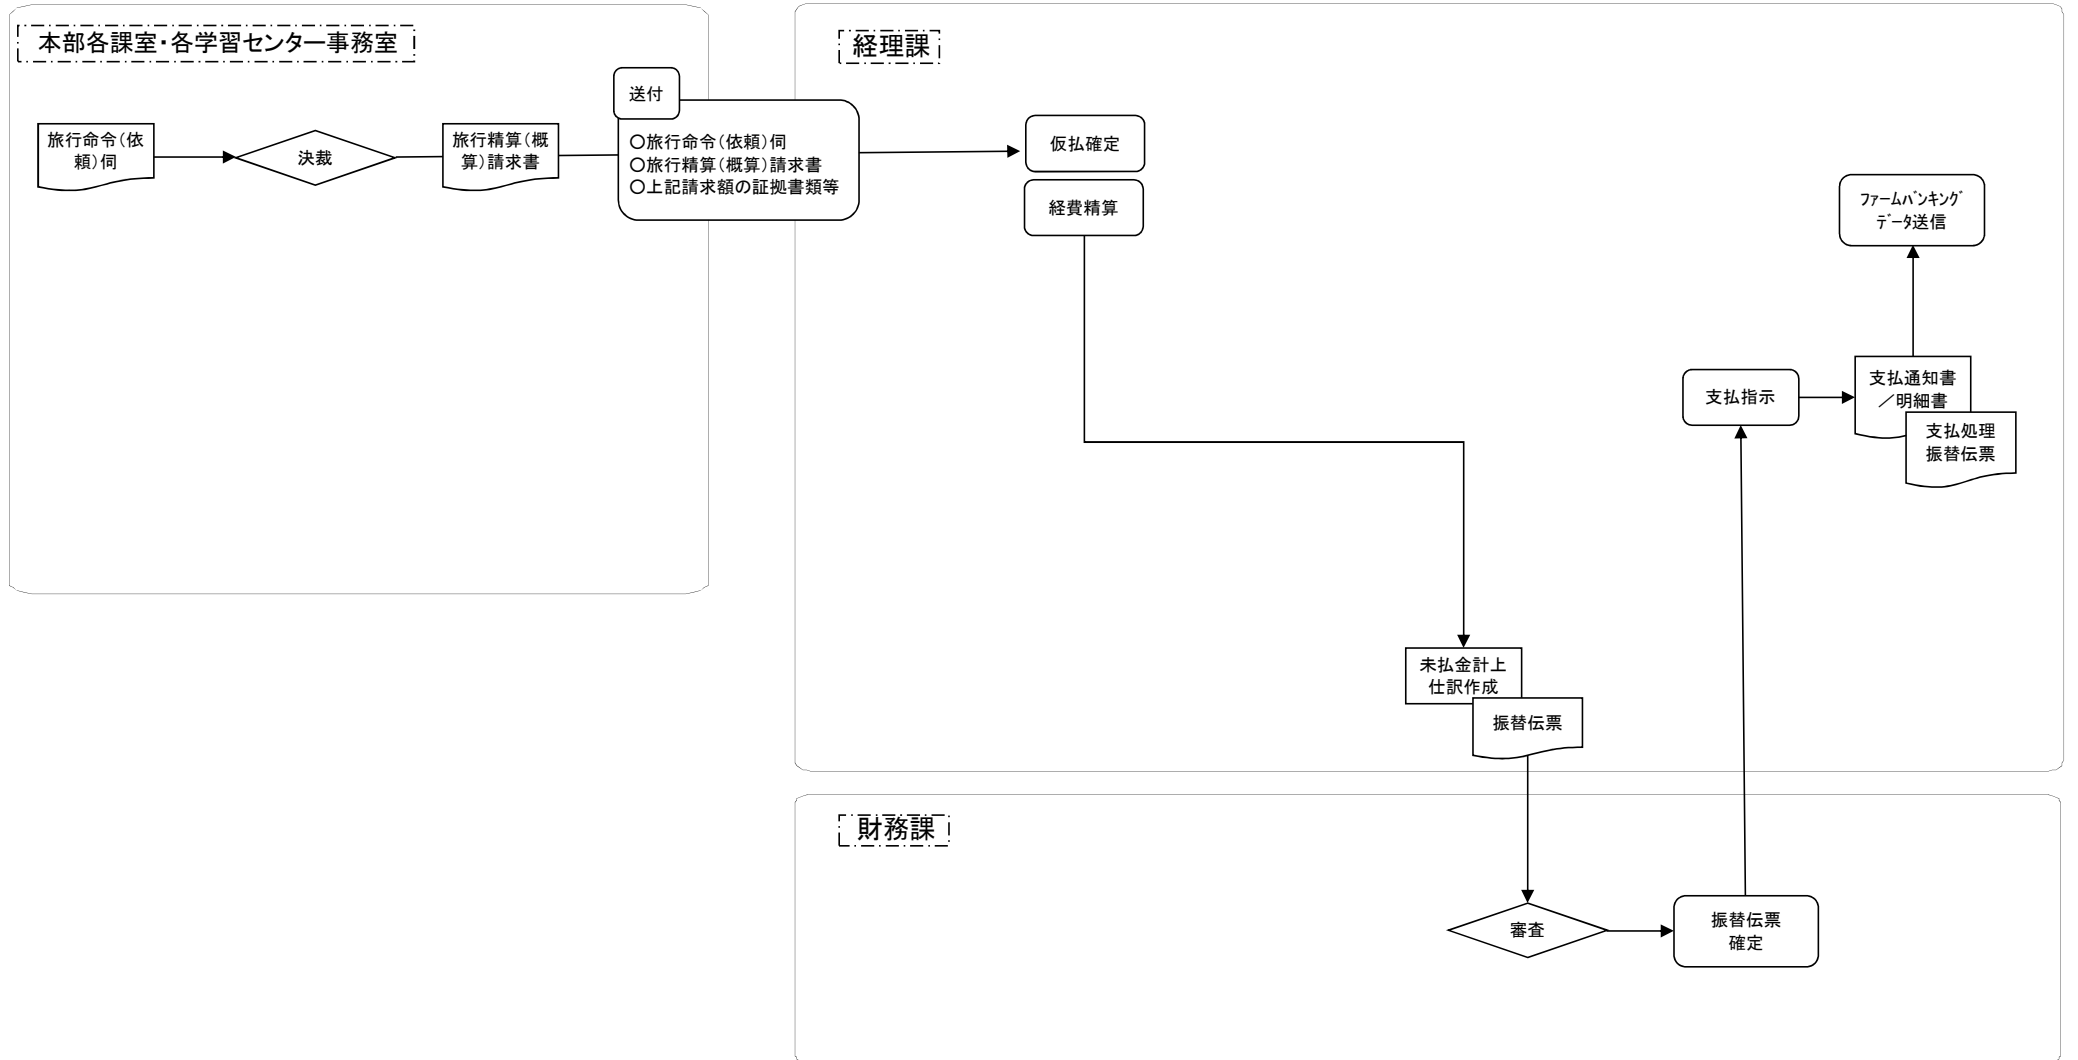 本部各課室・各学習センター事務室
旅行命令(依
頼)伺
決裁
旅行精算(概
算)請求書
送付
○旅行命令(依頼)伺
○旅行精算(概算)請求書
○上記請求額の証拠書類等
経理課
仮払確定
経費精算
未払金計上
仕訳作成
振替伝票
支払指示
支払通知書
／明細書
支払処理
振替伝票
ﾌｧｰﾑﾊﾞﾝｷﾝｸﾞ
ﾃﾞｰﾀ送信
財務課
審査
振替伝票
確定